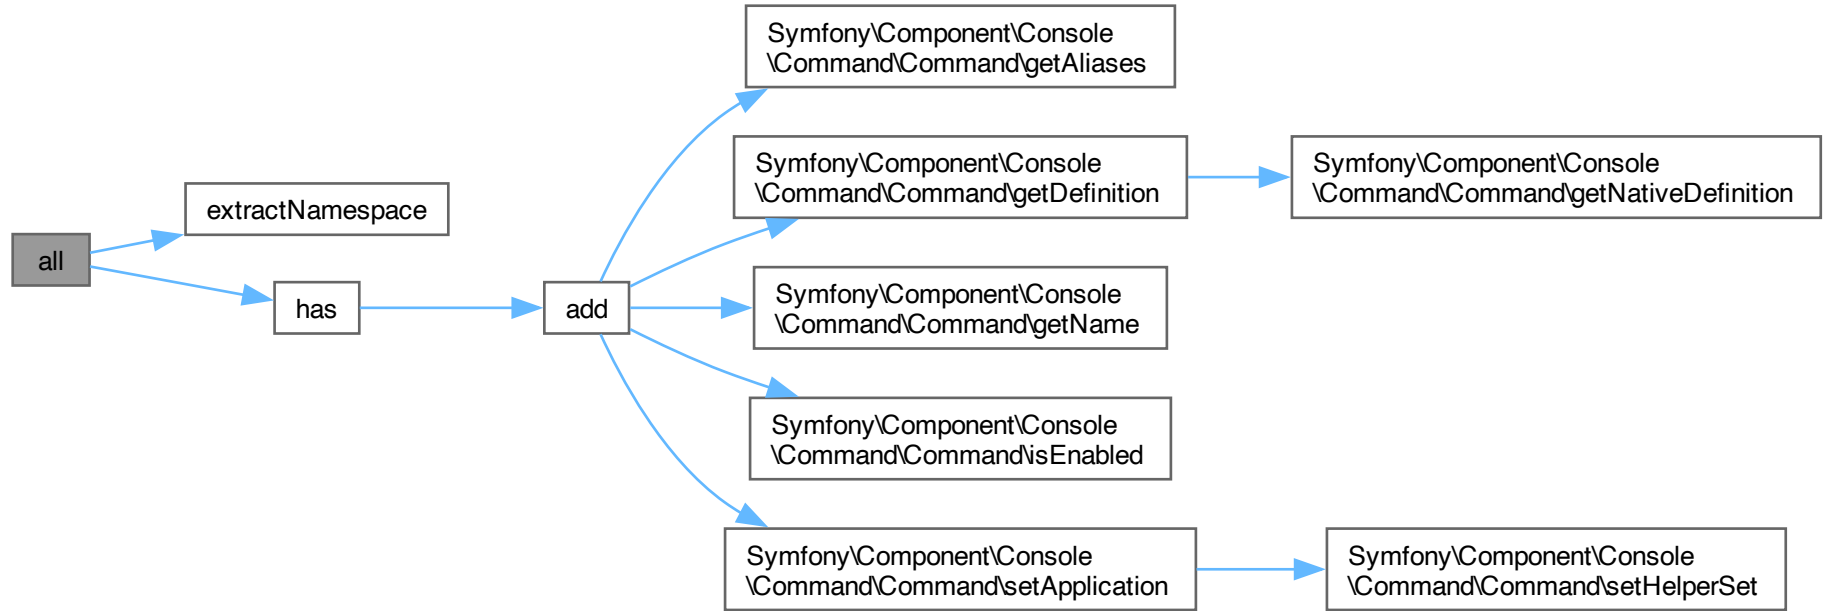 all
extractNamespace
has
add
Symfony\Component\Console
\Command\Command\getAliases
Symfony\Component\Console
\Command\Command\getDefinition
Symfony\Component\Console
\Command\Command\getNativeDefinition
Symfony\Component\Console
\Command\Command\getName
Symfony\Component\Console
\Command\Command\isEnabled
Symfony\Component\Console
\Command\Command\setApplication
Symfony\Component\Console
\Command\Command\setHelperSet